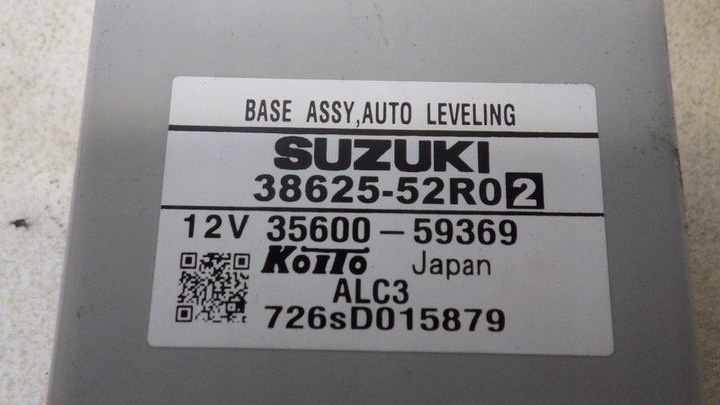 BASE ASSY,AUTO LEVELING
SUZUKI
38625-52R02
12V 35600-59369
KOITO Japan
ALC3
726sD015879